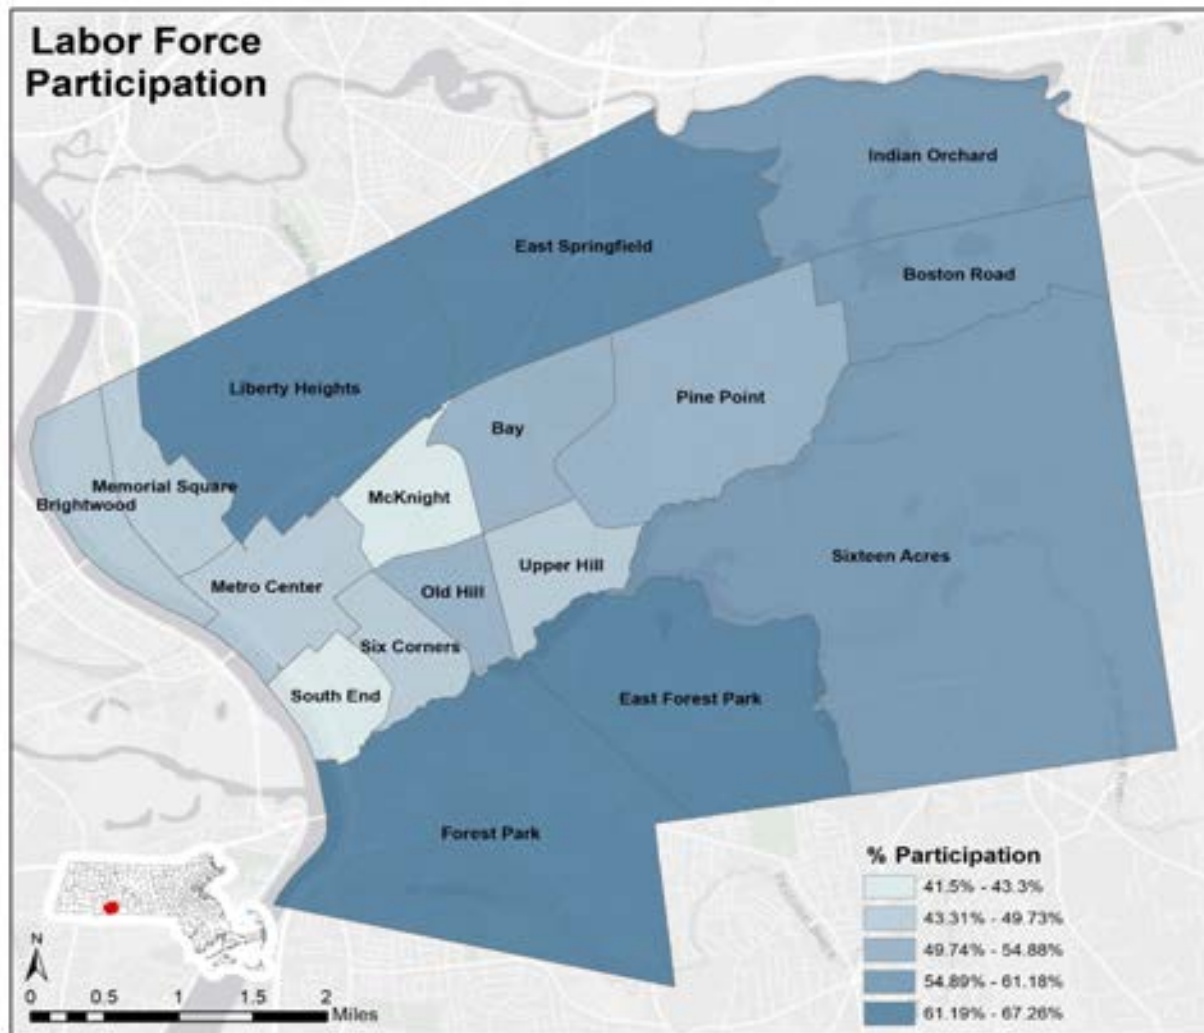 Labor Force
Participation
Indian Orchard
East Springfield
Boston Road
Liberty Heights
Pine Point
Bay
Memorial Square
McKnight
Brightwood
Sixteen Acres
Upper Hill
Metro Center
Old Hill
Six Corners
South End
East Forest Park
Forest Park
% Participation
41.5% - 43.3%
43.31% - 49.73%
49.74% - 54.88%
54.89% - 61.18%
61.19% - 67.26%
N
0 0.5 1 1.5 2
Miles